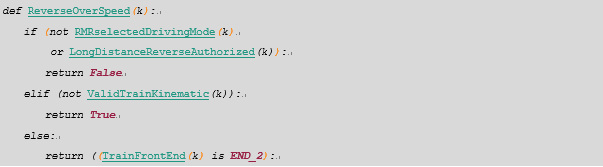 def ReverseOverSpeed(k):
if (not RMRselectedDrivingMode(k)
or LongDistanceReverseAuthorized(k)):
return False
elif (not ValidTrainKinematic(k)):
return True
else:
return ((TrainFrontEnd(k) is END_2):